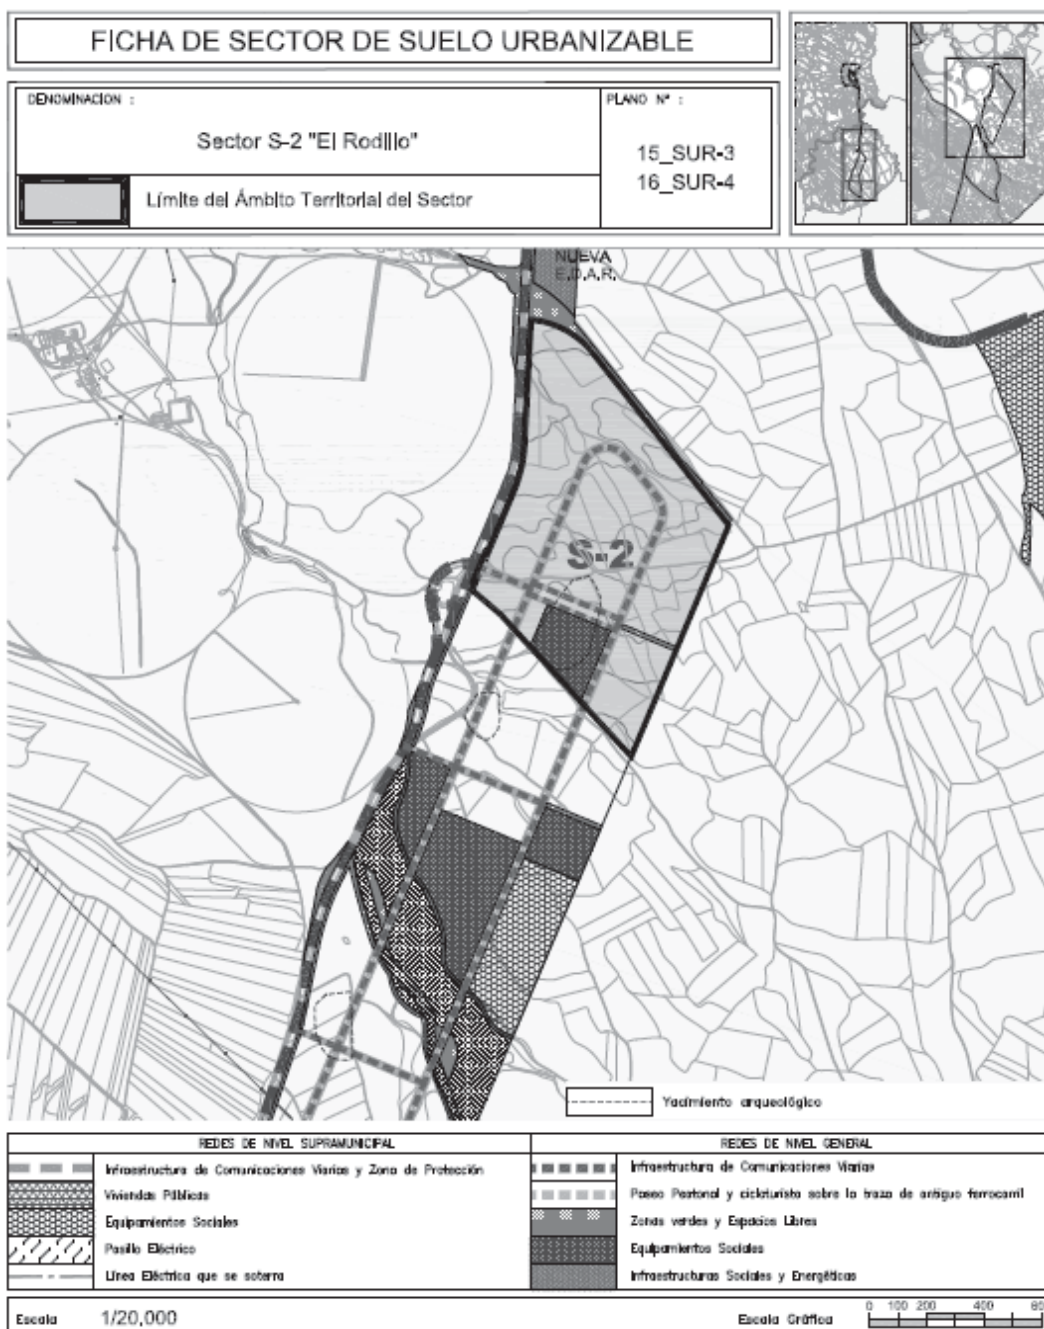 FICHA DE SECTOR DE SUELO URBANIZABLE
DENOMINACION :
Sector S-2 "El Rodillo"
Límite del Ámbito Territorial del Sector
PLANO Nº :
15_SUR-3
16_SUR-4
NUEVA
E.D.A.R.
S-2
Yacimiento arqueológico
REDES DE NIVEL SUPRAMUNICIPAL
Infraestructura de Comunicaciones Viarias y Zona de Protección
Viviendas Públicas
Equipamientos Sociales
Pasillo Eléctrico
Línea Eléctrica que se soterra
REDES DE NIVEL GENERAL
Infraestructura de Comunicaciones Viarias
Paseo Peatonal y cicloturista sobre la traza de antiguo ferrocarril
Zonas verdes y Espacios Libres
Equipamientos Sociales
Infraestructuras Sociales y Energéticas
Escala 1/20,000
Escala Gráfica 0 100 200 400